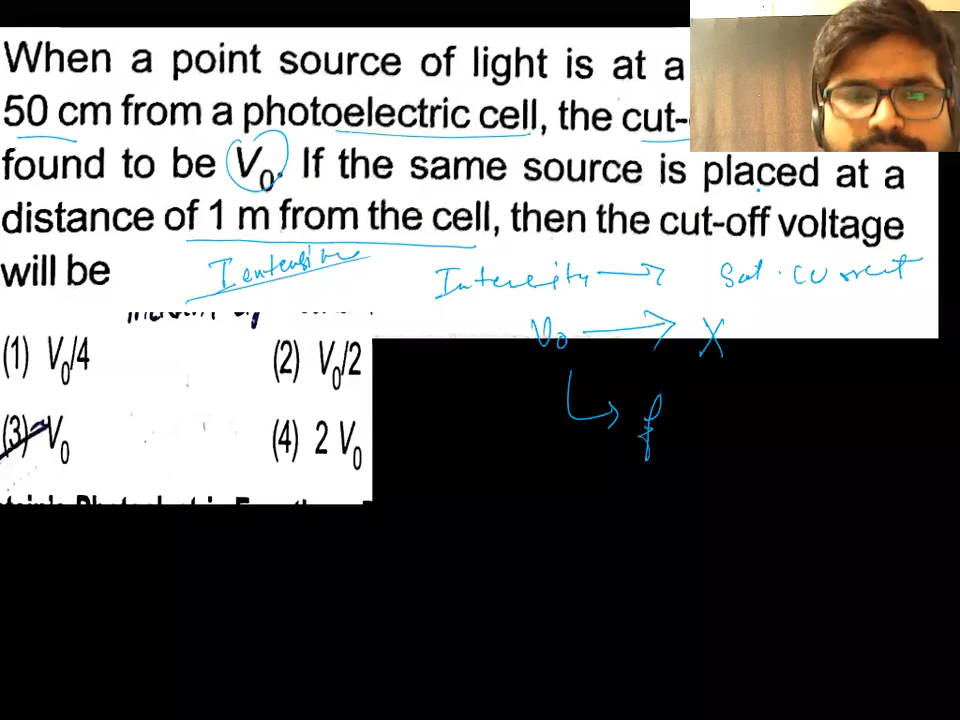 When a point source of light is at a
50 cm from a photoelectric cell, the cut-
found to be V₀. If the same source is placed at a
distance of 1 m from the cell, then the cut-off voltage
will be
Intensity → Sat. current
V₀ → X
f
(1) V₀/4 (2) V₀/2
(3) V₀ (4) 2 V₀